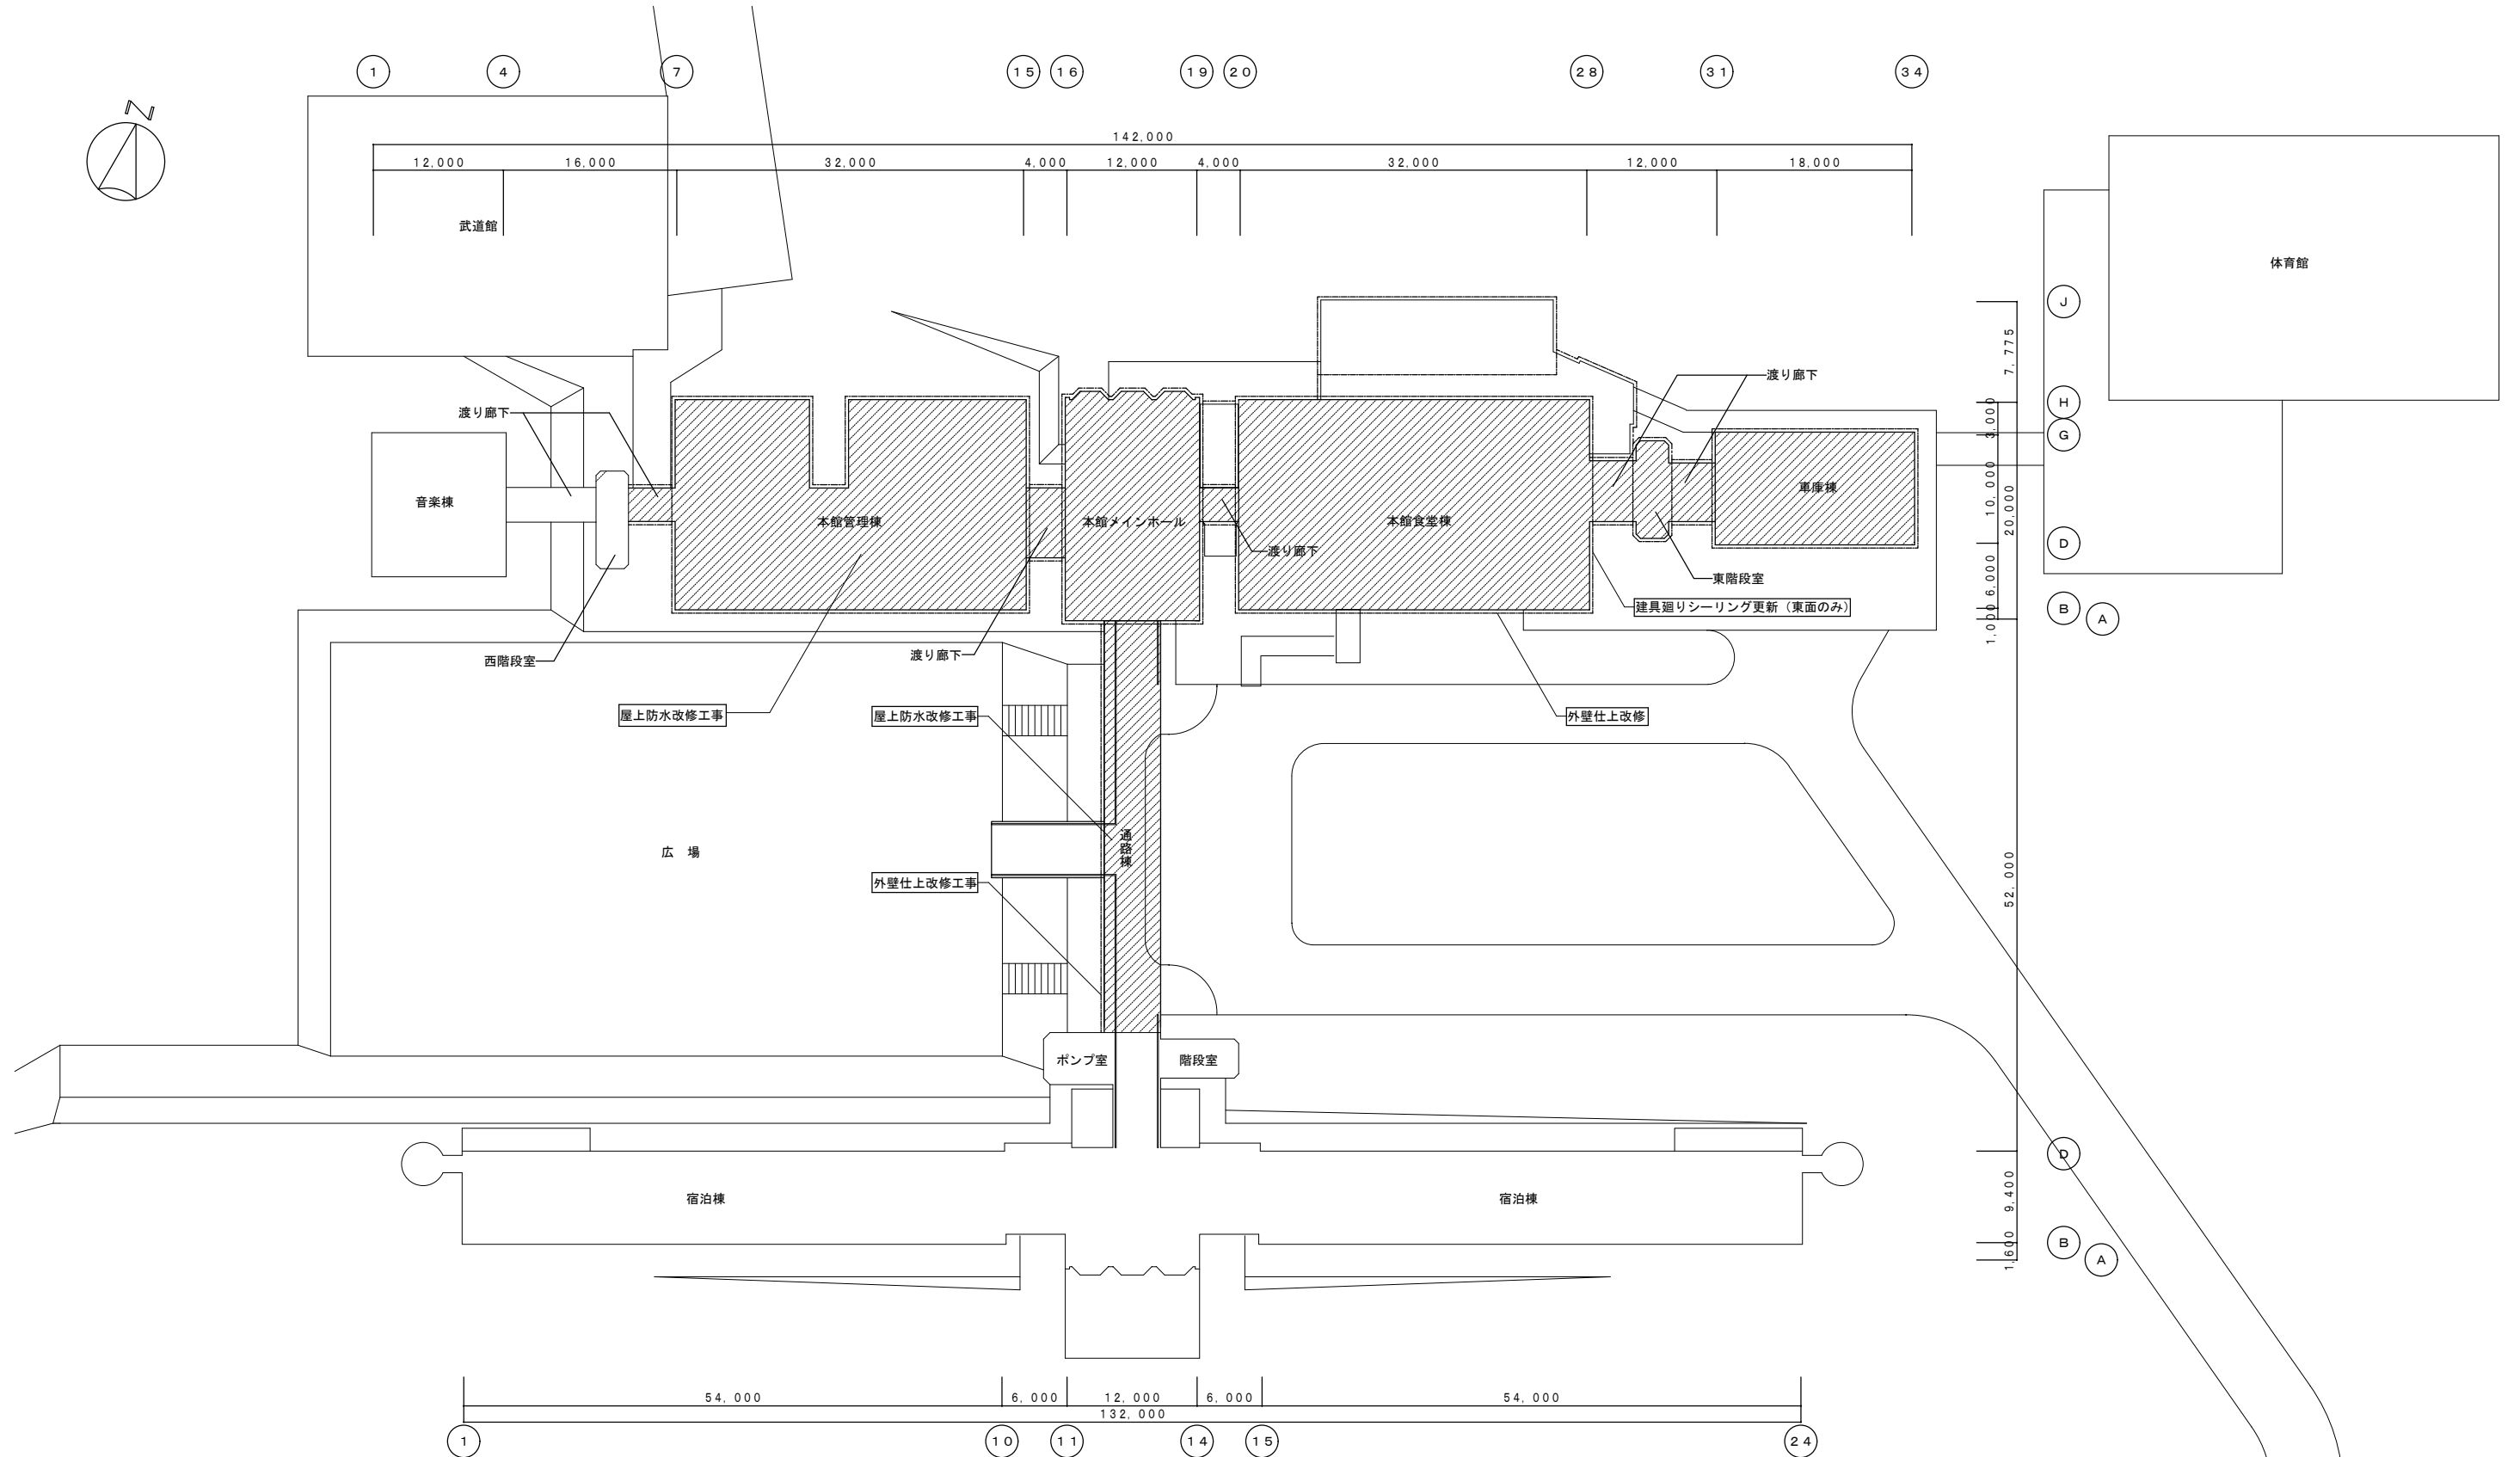 1 4 7 15 16 19 20 28 31 34
N
142,000
12,000 16,000 32,000 4,000 12,000 4,000 32,000 12,000 18,000
武道館
体育館
J
7,775
渡り廊下
H
渡り廊下
3,000
G
音楽棟
本館管理棟
本館メインホール
本館食堂棟
車庫棟
10,000
20,000
渡り廊下
D
東階段室
6,000
建具廻りシーリング更新（東面のみ）
B
A
1,000
西階段室
渡り廊下
屋上防水改修工事
屋上防水改修工事
外壁仕上改修
広 場
通路棟
52,000
外壁仕上改修工事
ポンプ室
階段室
D
宿泊棟
宿泊棟
9,400
B
A
1,600
54,000 6,000 12,000 6,000 54,000
132,000
1 10 11 14 15 24